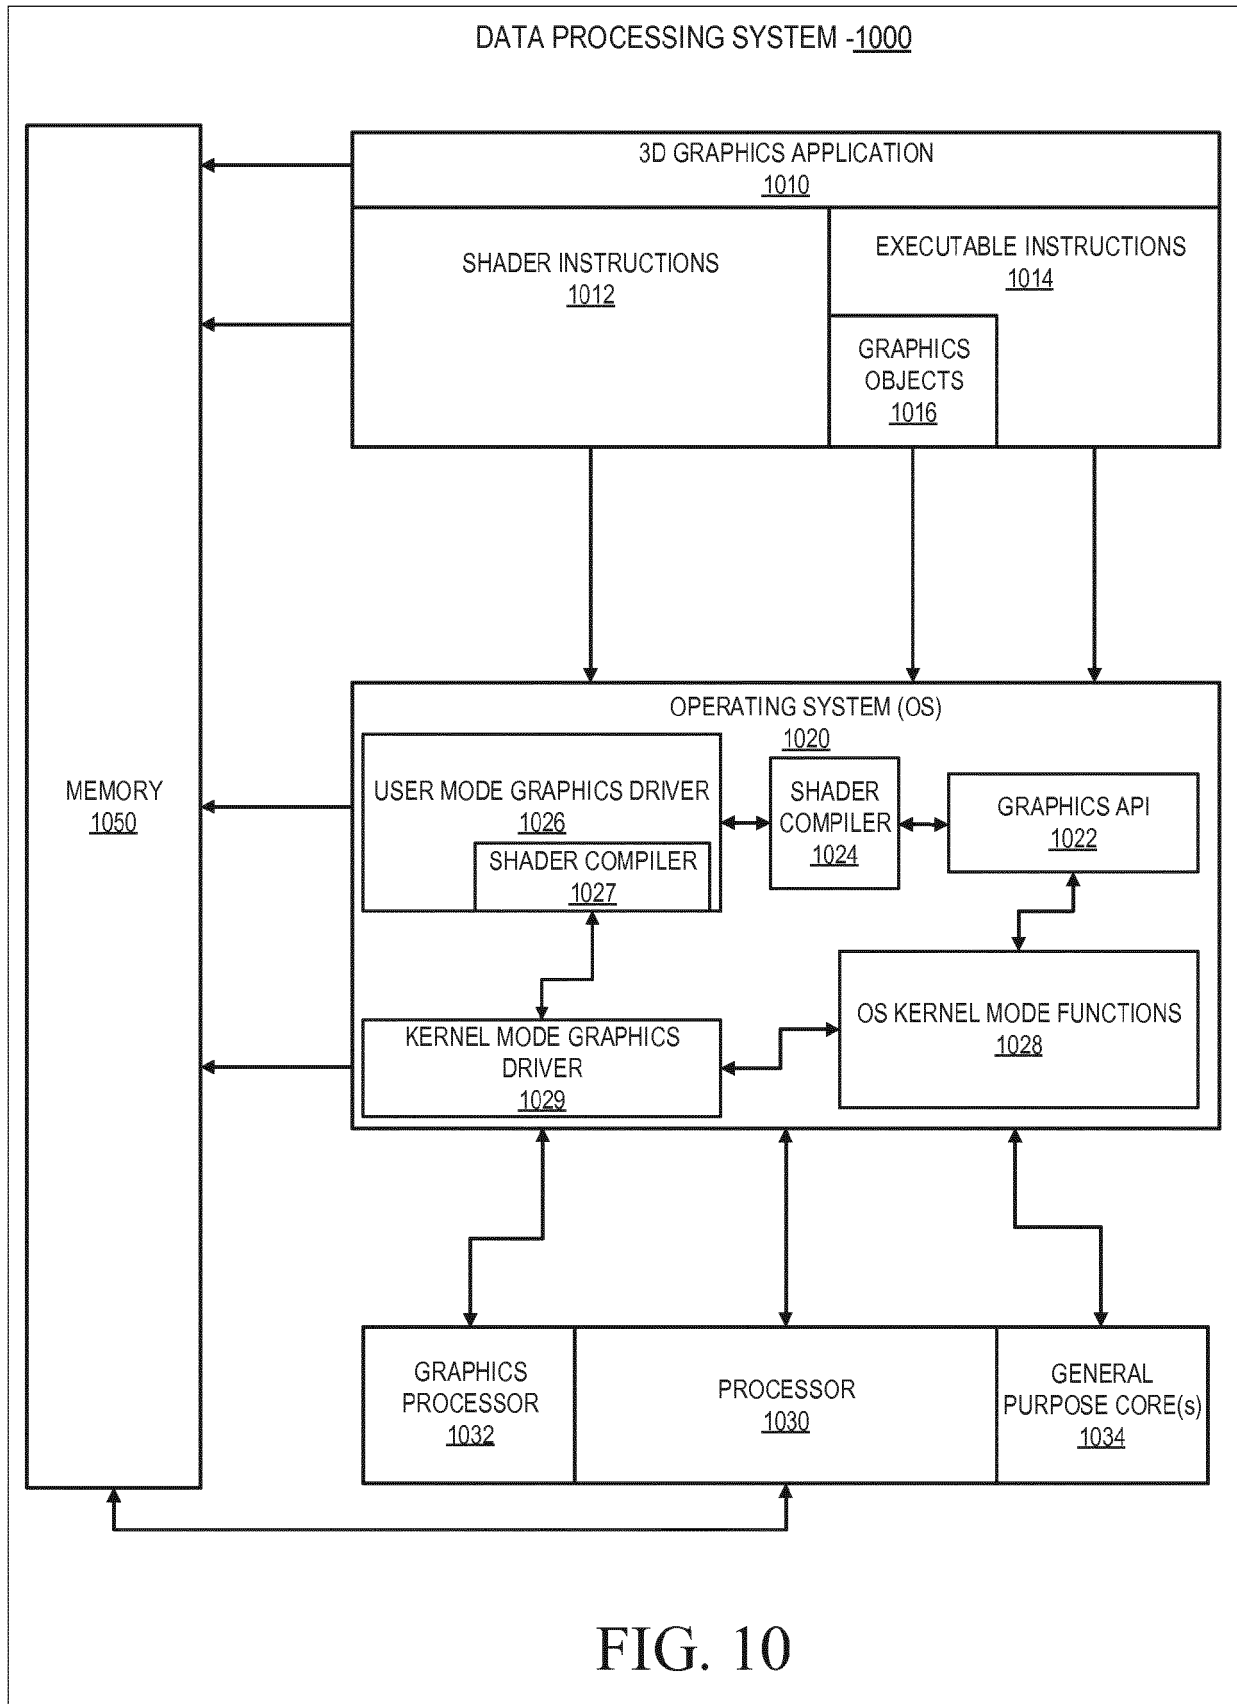 DATA PROCESSING SYSTEM -1000
3D GRAPHICS APPLICATION
1010
SHADER INSTRUCTIONS
1012
EXECUTABLE INSTRUCTIONS
1014
GRAPHICS
OBJECTS
1016
OPERATING SYSTEM (OS)
1020
USER MODE GRAPHICS DRIVER
1026
SHADER COMPILER
1027
SHADER
COMPILER
1024
GRAPHICS API
1022
MEMORY
1050
KERNEL MODE GRAPHICS
DRIVER
1029
OS KERNEL MODE FUNCTIONS
1028
GRAPHICS
PROCESSOR
1032
PROCESSOR
1030
GENERAL
PURPOSE CORE(s)
1034
FIG. 10